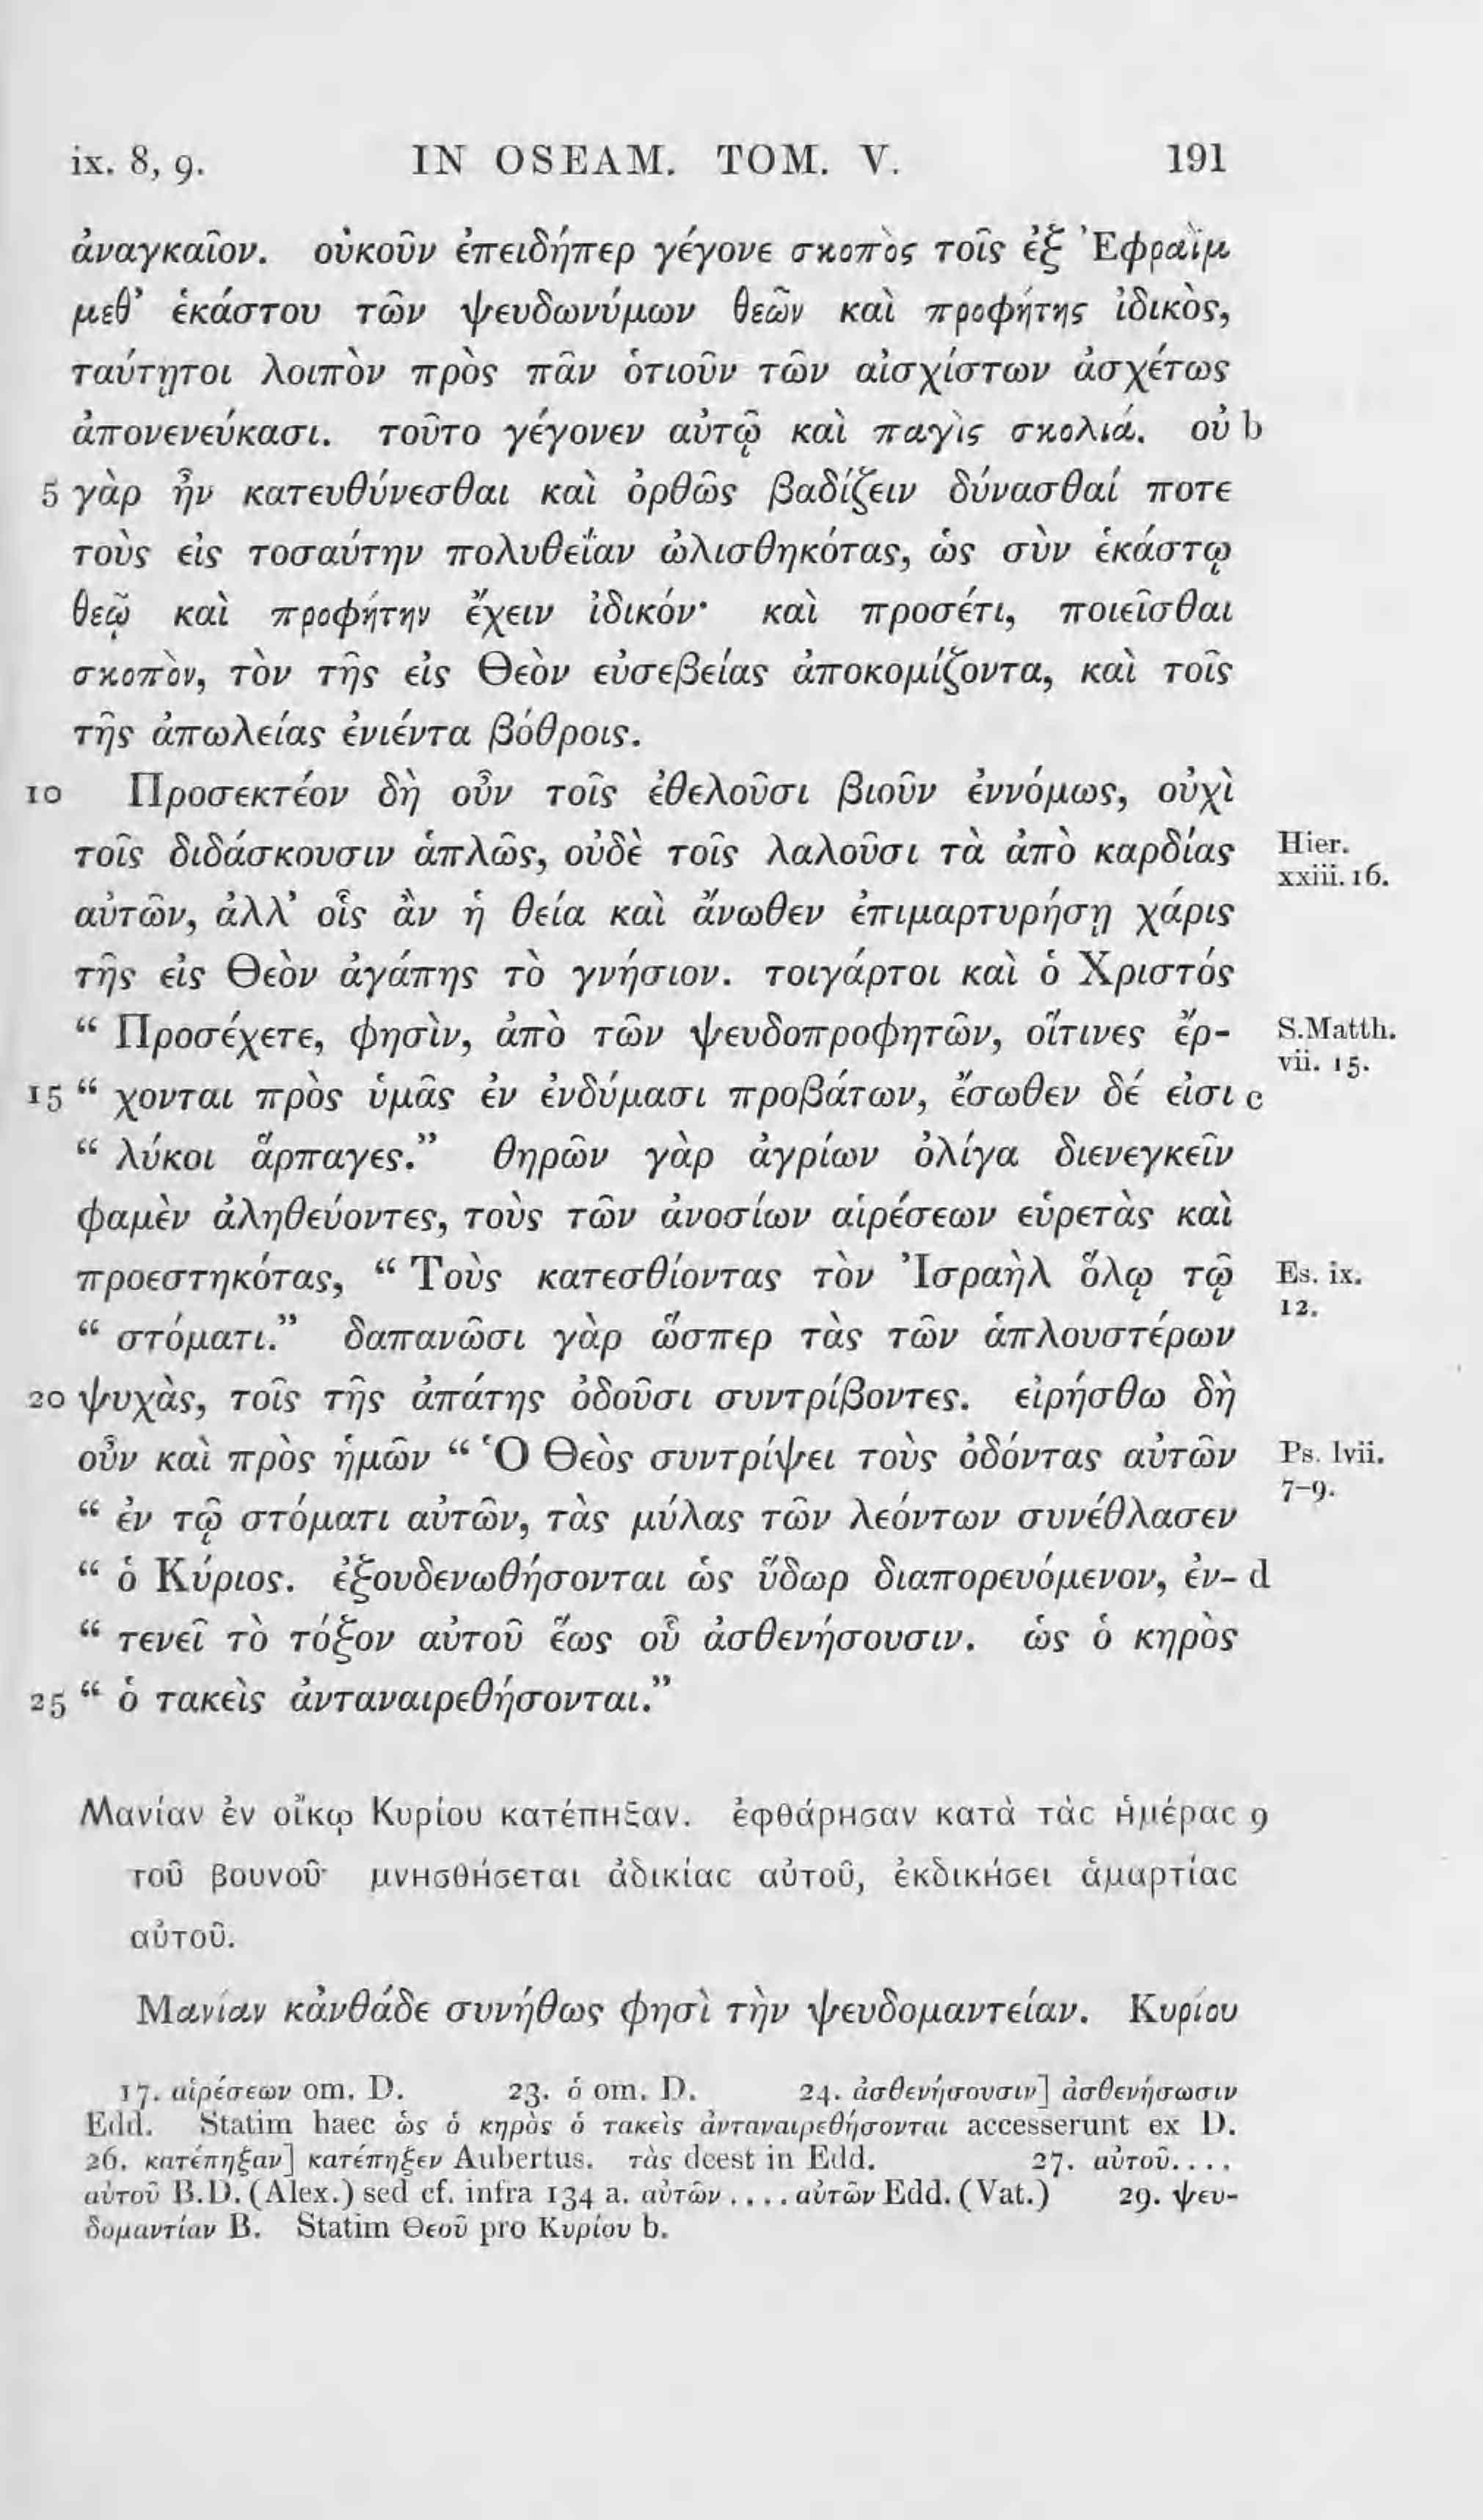 ix. 8, 9. IN OSEAM. TOM. V. 191
ἀναγκαῖον. οὐκοῦν ἐπειδήπερ γέγονε σκοπὸς τοῖς ἐξ Ἐφραῒμ
μεθ’ ἑκάστου τῶν ψευδωνύμων θεῶν καὶ προφήτης ἰδικὸς,
ταύτῃτοι λοιπὸν πρὸς πᾶν ὁτιοῦν τῶν αἰσχίστων ἀσχέτως
ἀπονενεύκασι. τοῦτο γέγονεν αὐτῷ καὶ παγὶς σκολιά. οὐ b
5 γὰρ ἦν κατευθύνεσθαι καὶ ὀρθῶς βαδίζειν δύνασθαί ποτε
τοὺς εἰς τοσαύτην πολυθεΐαν ὠλισθηκότας, ὡς σὺν ἑκάστῳ
θεῷ καὶ προφήτην ἔχειν ἰδικόν· καὶ προσέτι, ποιεῖσθαι
σκοπὸν, τὸν τῆς εἰς Θεὸν εὐσεβείας ἀποκομίζοντα, καὶ τοῖς
τῆς ἀπωλείας ἐνιέντα βόθροις.
10 Προσεκτέον δὴ οὖν τοῖς ἐθελοῦσι βιοῦν ἐννόμως, οὐχὶ
τοῖς διδάσκουσιν ἁπλῶς, οὐδὲ τοῖς λαλοῦσι τὰ ἀπὸ καρδίας Hier.
xxiii. 16.
αὐτῶν, ἀλλ’ οἷς ἂν ἡ θεία καὶ ἄνωθεν ἐπιμαρτυρήσῃ χάρις
τῆς εἰς Θεὸν ἀγάπης τὸ γνήσιον. τοιγάρτοι καὶ ὁ Χριστός
“ Προσέχετε, φησὶν, ἀπὸ τῶν ψευδοπροφητῶν, οἵτινες ἔρ- S.Matth.
vii. 15.
15 “ χονται πρὸς ὑμᾶς ἐν ἐνδύμασι προβάτων, ἔσωθεν δέ εἰσι c
“ λύκοι ἅρπαγες.” θηρῶν γὰρ ἀγρίων ὀλίγα διενεγκεῖν
φαμὲν ἀληθεύοντες, τοὺς τῶν ἀνοσίων αἱρέσεων εὑρετὰς καὶ
προεστηκότας, “ Τοὺς κατεσθίοντας τὸν Ἰσραὴλ ὅλῳ τῷ Es. ix.
12.
“ στόματι.” δαπανῶσι γὰρ ὥσπερ τὰς τῶν ἁπλουστέρων
20 ψυχὰς, τοῖς τῆς ἀπάτης ὀδοῦσι συντρίβοντες. εἰρήσθω δὴ
οὖν καὶ πρὸς ἡμῶν “ Ὁ Θεὸς συντρίψει τοὺς ὀδόντας αὐτῶν Ps. lvii.
7-9.
“ ἐν τῷ στόματι αὐτῶν, τὰς μύλας τῶν λεόντων συνέθλασεν
“ ὁ Κύριος. ἐξουδενωθήσονται ὡς ὕδωρ διαπορευόμενον, ἐν- d
“ τενεῖ τὸ τόξον αὐτοῦ ἕως οὗ ἀσθενήσουσιν. ὡς ὁ κηρὸς
25 “ ὁ τακεὶς ἀνταναιρεθήσονται.”
Μανίαν ἐν οἴκῳ Κυρίου κατέπηξαν. ἐφθάρησαν κατὰ τὰς ἡμέρας 9
τοῦ βουνοῦ· μνησθήσεται ἀδικίας αὐτοῦ, ἐκδικήσει ἁμαρτίας
αὐτοῦ.
Μανίαν κἀνθάδε συνήθως φησὶ τὴν ψευδομαντείαν. Κυρίου
17. αἱρέσεων om. D. 23. ὁ om. D. 24. ἀσθενήσουσιν] ἀσθενήσωσιν
Edd. Statim haec ὡς ὁ κηρὸς ὁ τακεὶς ἀνταναιρεθήσονται accesserunt ex D.
26. κατέπηξαν] κατέπηξεν Aubertus. τὰς deest in Edd. 27. αὐτοῦ....
αὐτοῦ B.D. (Alex.) sed cf. infra 134 a. αὐτῶν .... αὐτῶν Edd. (Vat.) 29. ψευ-
δομαντίαν B. Statim Θεοῦ pro Κυρίου b.